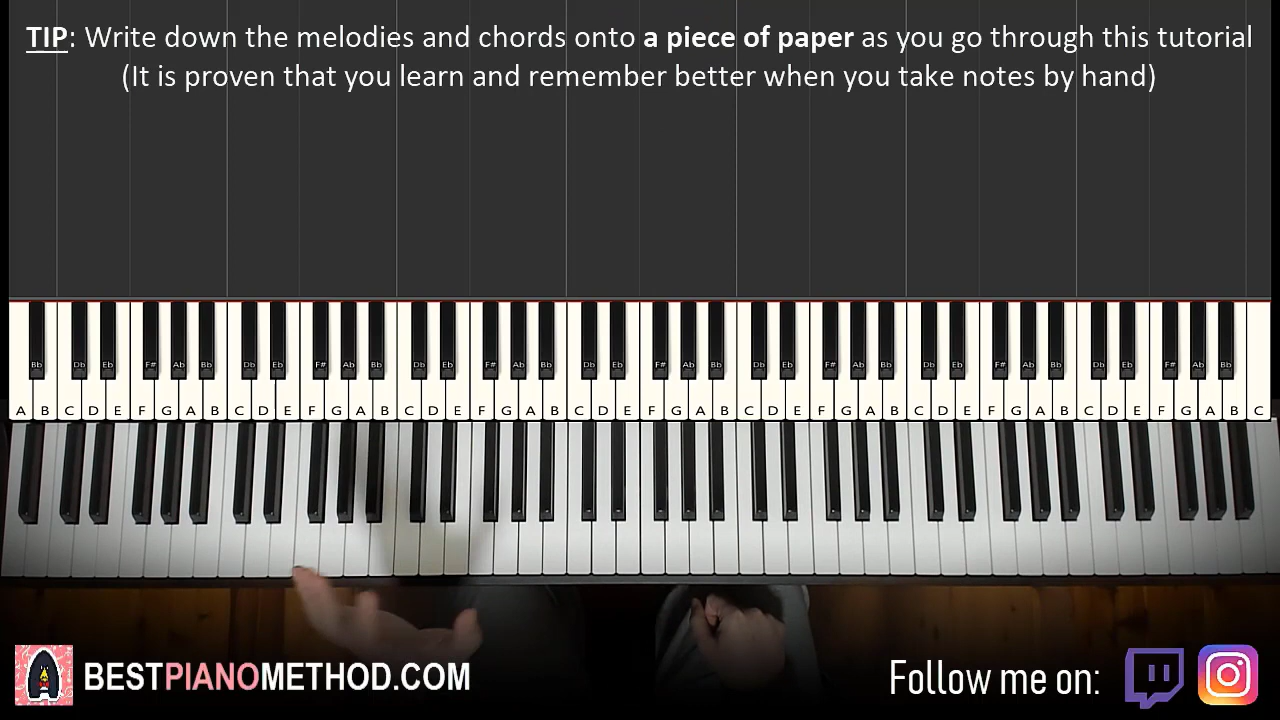 TIP: Write down the melodies and chords onto a piece of paper as you go through this tutorial
(It is proven that you learn and remember better when you take notes by hand)
Bb Db Eb F# Ab Bb Db Eb F# Ab Bb Db Eb F# Ab Bb Db Eb F# Ab Bb Db Eb F# Ab Bb Db Eb F# Ab Bb Db Eb F# Ab Bb
A B C D E F G A B C D E F G A B C D E F G A B C D E F G A B C D E F G A B C D E F G A B C D E F G A B C
BESTPIANOMETHOD.COM
Follow me on: